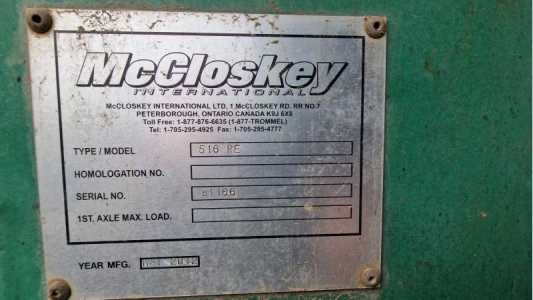 McCloskey
INTERNATIONAL
McCLOSKEY INTERNATIONAL LTD, 1 McCLOSKEY RD. RR NO.7
PETERBOROUGH, ONTARIO CANADA K9J 6X8
Toll Free: 1-877-876-6635 (1-877-TROMMEL)
Tel: 1-705-295-4925 Fax: 1-705-295-4777
TYPE / MODEL 516 RE
HOMOLOGATION NO.
SERIAL NO.
1ST. AXLE MAX. LOAD.
YEAR MFG.